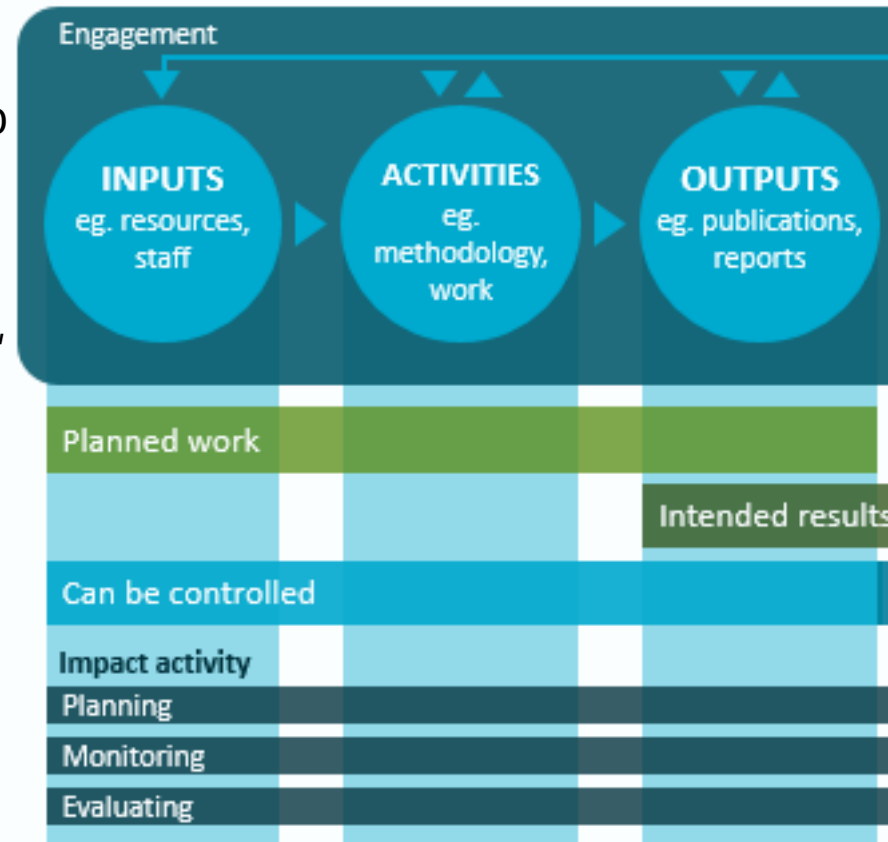 Engagement
INPUTS
eg. resources,
staff
ACTIVITIES
eg.
methodology,
work
OUTPUTS
eg. publications,
reports
Planned work
Intended results
Can be controlled
Impact activity
Planning
Monitoring
Evaluating